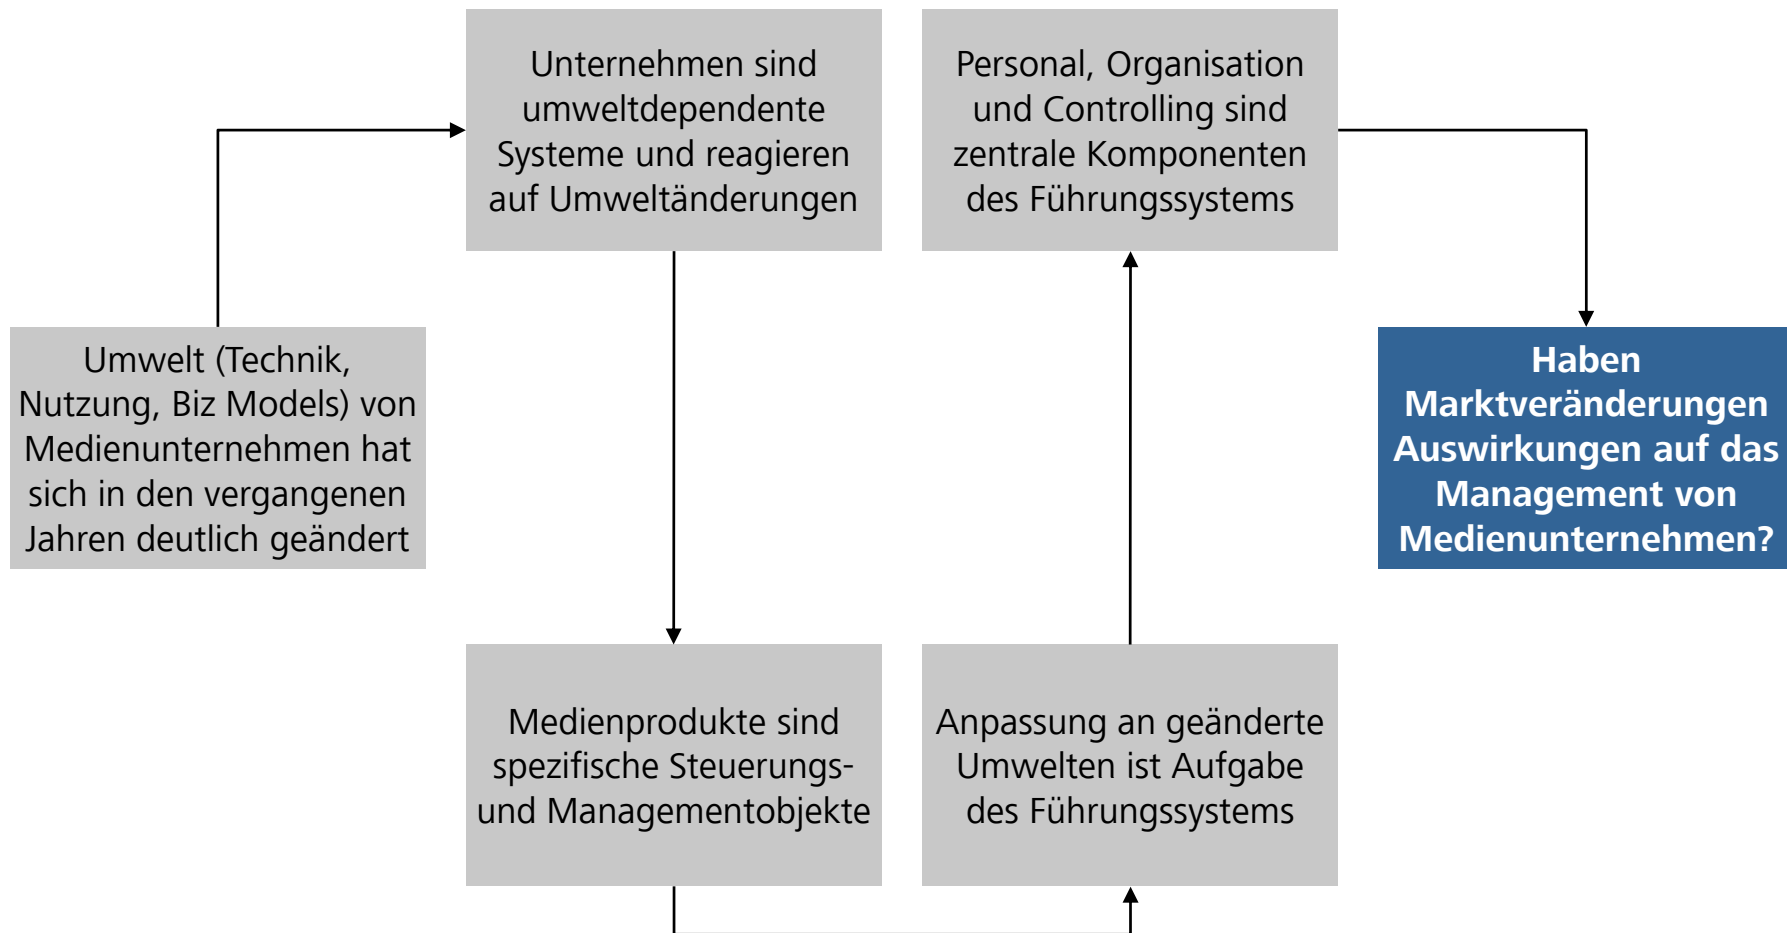 Umwelt (Technik,
Nutzung, Biz Models) von
Medienunternehmen hat
sich in den vergangenen
Jahren deutlich geändert
Unternehmen sind
umweltdependente
Systeme und reagieren
auf Umweltänderungen
Medienprodukte sind
spezifische Steuerungs-
und Managementobjekte
Anpassung an geänderte
Umwelten ist Aufgabe
des Führungssystems
Personal, Organisation
und Controlling sind
zentrale Komponenten
des Führungssystems
Haben
Marktveränderungen
Auswirkungen auf das
Management von
Medienunternehmen?